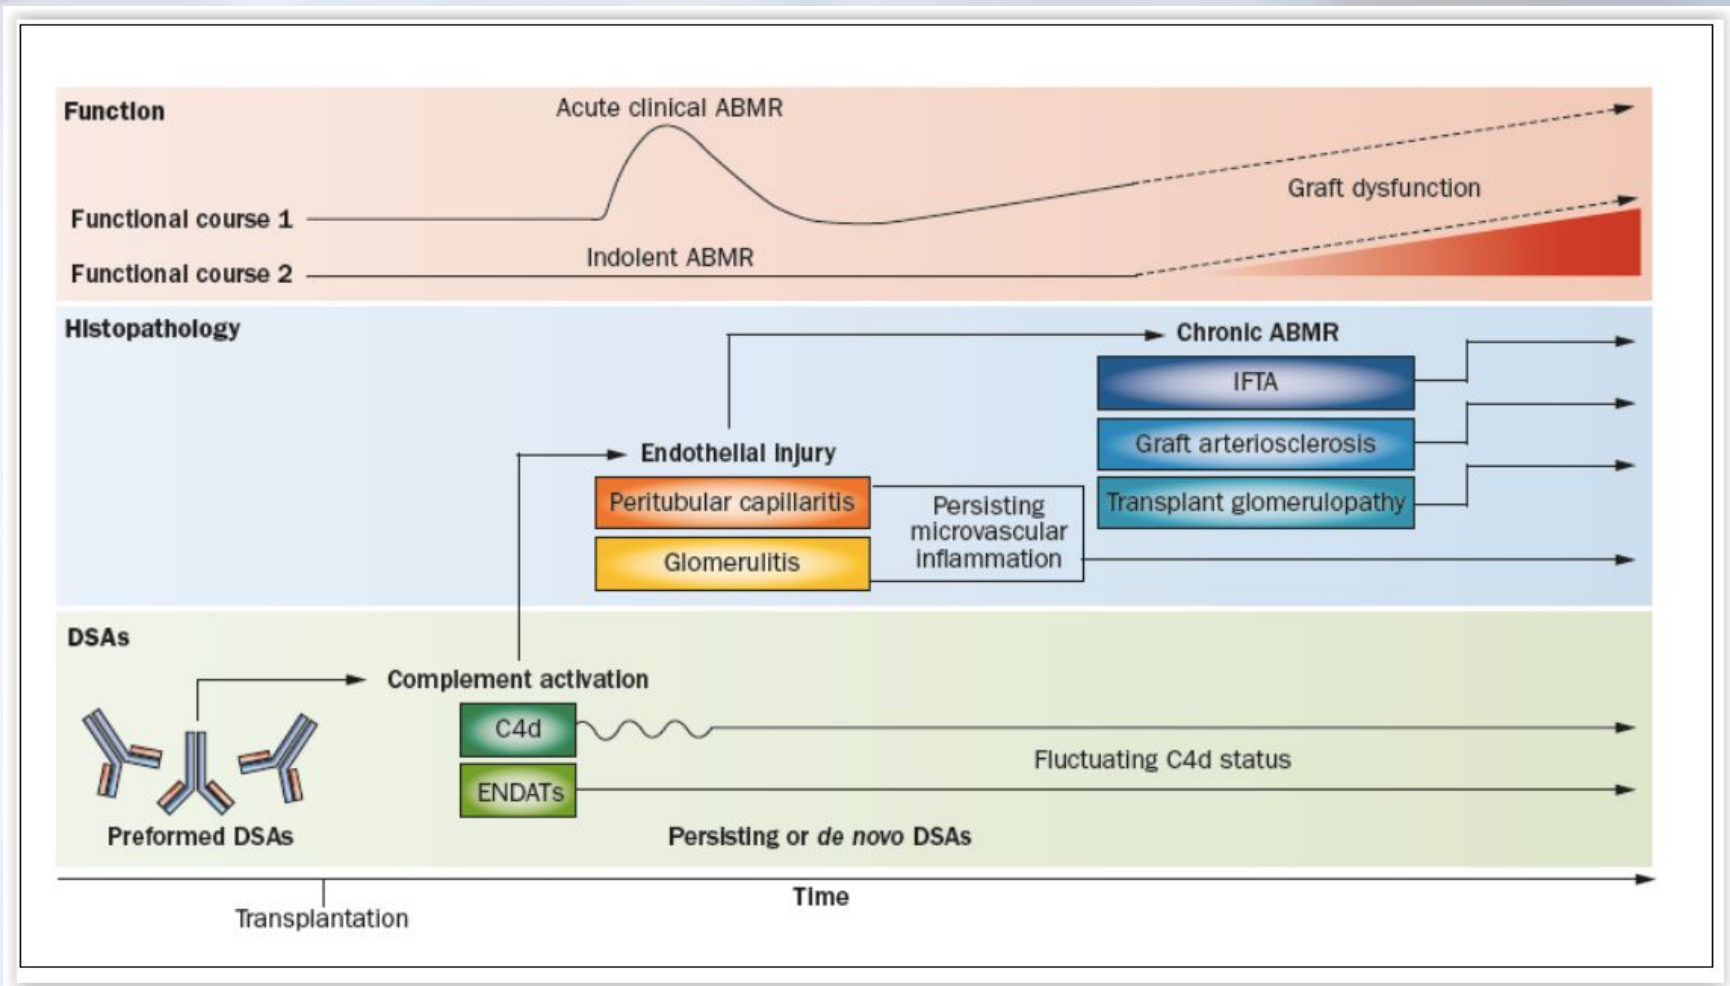 Function
Acute clinical ABMR
Graft dysfunction
Functional course 1
Indolent ABMR
Functional course 2
Histopathology
Chronic ABMR
IFTA
Graft arteriosclerosis
Transplant glomerulopathy
Endothelial injury
Peritubular capillaritis
Glomerulitis
Persisting
microvascular
inflammation
DSAs
Complement activation
C4d
Fluctuating C4d status
ENDATs
Preformed DSAs
Persisting or de novo DSAs
Time
Transplantation